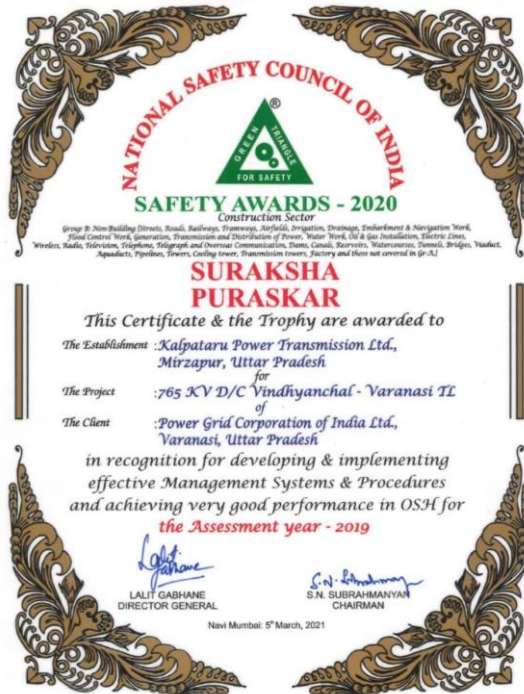 NATIONAL SAFETY COUNCIL OF INDIA
®
GREEN TRIANGLE
FOR SAFETY
SAFETY AWARDS - 2020
Construction Sector
Group B: Non-Building [Streets, Roads, Railways, Tramways, Airfields, Irrigation, Drainage, Embankment & Navigation Work,
Flood Control Work, Generation, Transmission and Distribution of Power, Water Work, Oil & Gas Installation, Electric Lines,
Wireless, Radio, Television, Telephone, Telegraph and Overseas Communication, Dams, Canals, Reservoirs, Watercourses, Tunnels, Bridges, Viaduct,
Aquaducts, Pipelines, Towers, Cooling tower, Transmission towers, Factory and those not covered in Gr-A.]
SURAKSHA
PURASKAR
This Certificate & the Trophy are awarded to
The Establishment : Kalpataru Power Transmission Ltd.,
Mirzapur, Uttar Pradesh
for
The Project : 765 KV D/C Vindhyanchal - Varanasi TL
of
The Client : Power Grid Corporation of India Ltd.,
Varanasi, Uttar Pradesh
in recognition for developing & implementing
effective Management Systems & Procedures
and achieving very good performance in OSH for
the Assessment year - 2019
Lalit Gabhane
S.N. Subrahmanyan
LALIT GABHANE
DIRECTOR GENERAL
S.N. SUBRAHMANYAN
CHAIRMAN
Navi Mumbai: 5th March, 2021